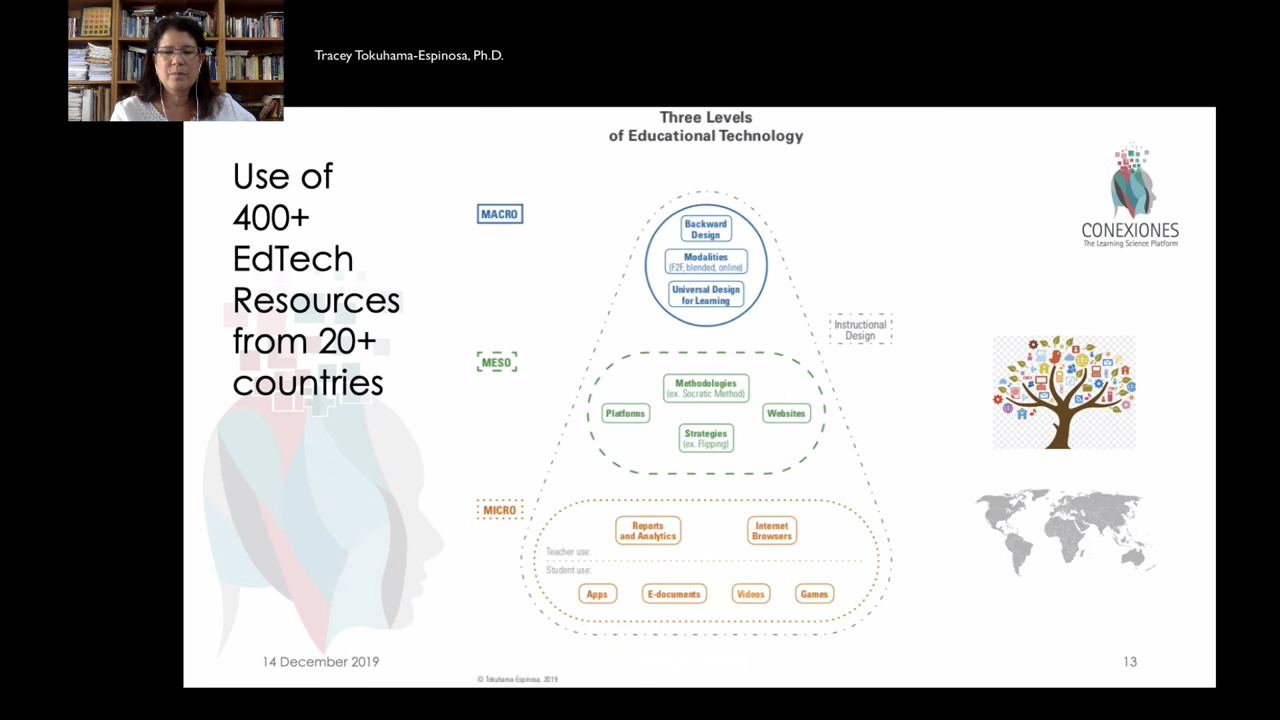 Tracey Tokuhama-Espinosa, Ph.D.
Three Levels
of Educational Technology
Use of
400+
EdTech
Resources
from 20+
countries
MACRO
Backward
Design
Modalities
(F2F, blended, online)
Universal Design
for Learning
CONEXIONES
The Learning Science Platform
Instructional
Design
MESO
Methodologies
(ex. Socratic Method)
Platforms
Websites
Strategies
(ex. Flipping)
MICRO
Reports
and Analytics
Internet
Browsers
Teacher use:
Student use:
Apps
E-documents
Videos
Games
14 December 2019
13
© Tokuhama-Espinosa, 2019